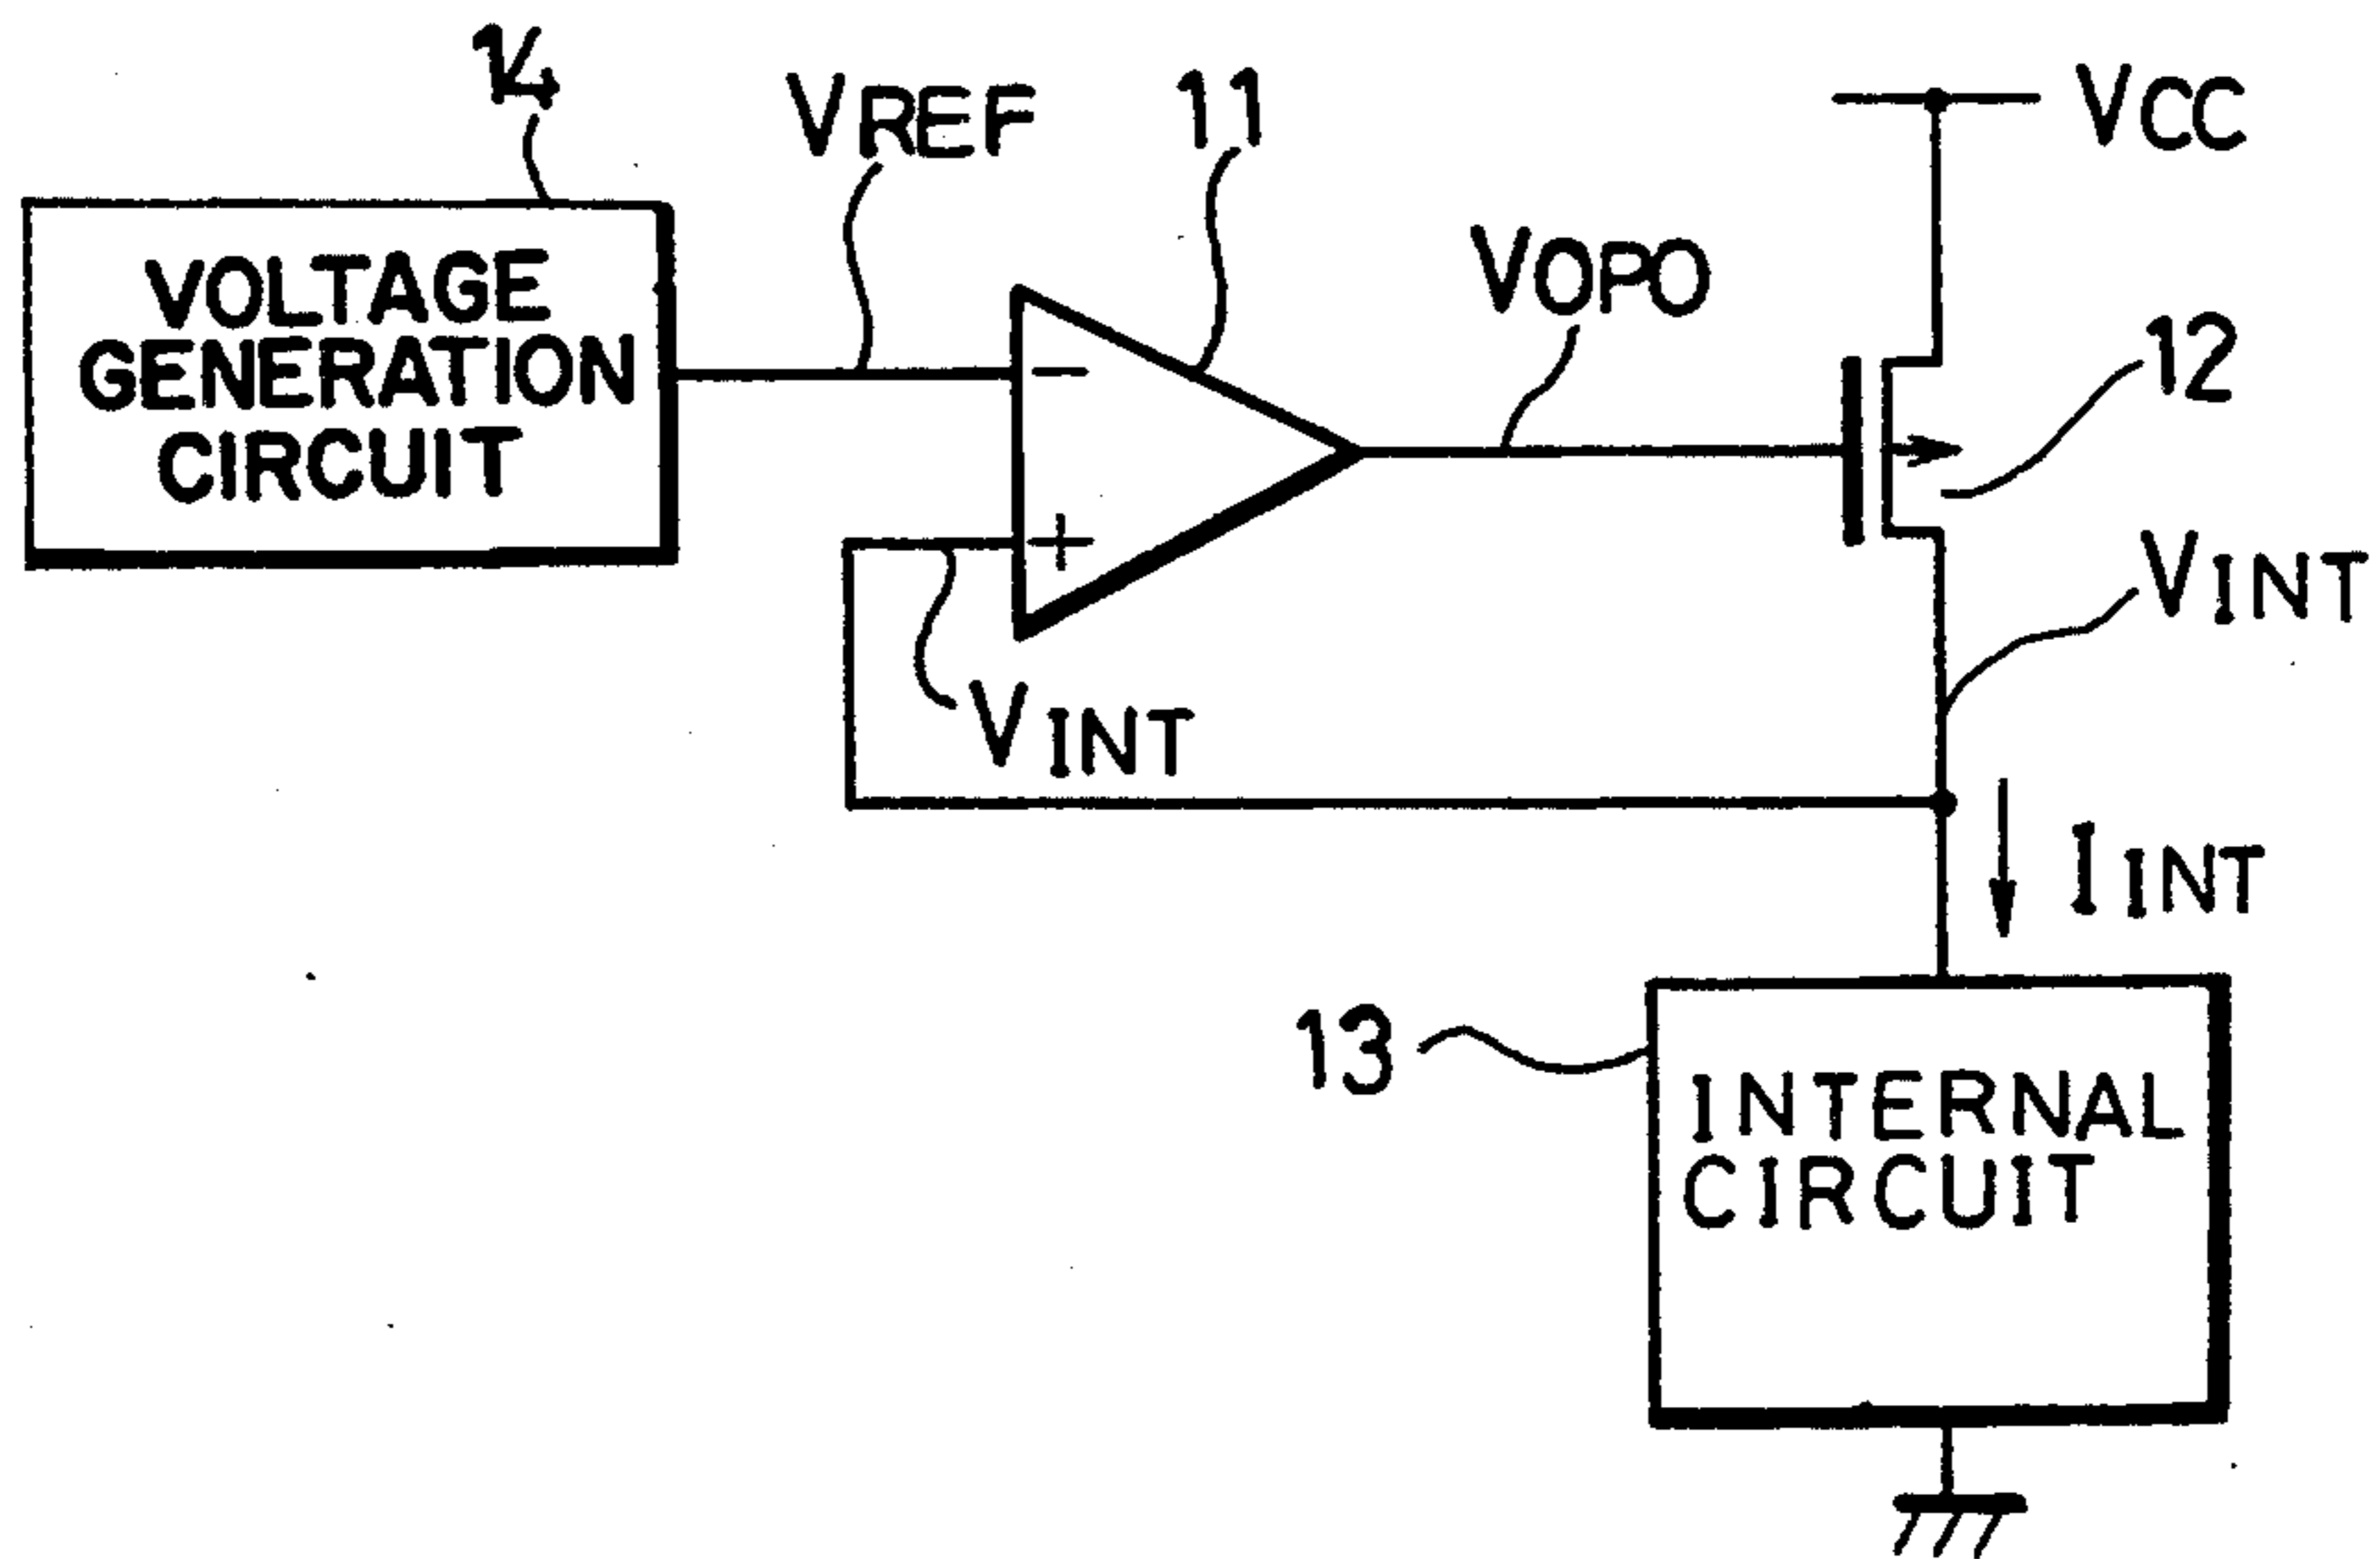 14
VREF
11
VCC
VOLTAGE
GENERATION
CIRCUIT
VOPO
12
−
+
VINT
VINT
IINT
13
INTERNAL
CIRCUIT